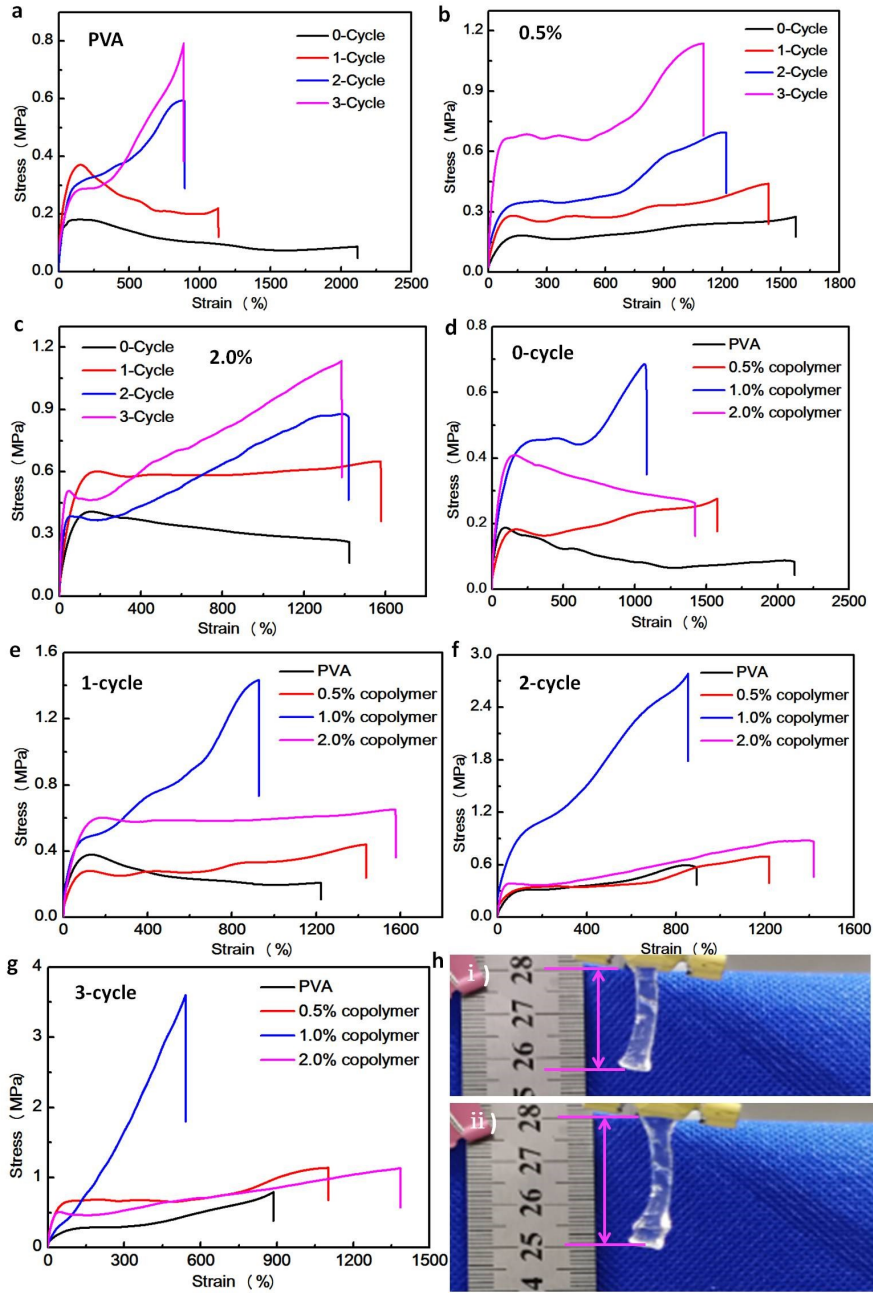 a
PVA
0-Cycle
1-Cycle
2-Cycle
3-Cycle
0.8
0.6
0.4
0.2
0.0
Stress (MPa)
0 500 1000 1500 2000 2500
Strain (%)
b
0.5%
0-Cycle
1-Cycle
2-Cycle
3-Cycle
1.2
0.9
0.6
0.3
0.0
Stress (MPa)
0 300 600 900 1200 1500 1800
Strain (%)
c
2.0%
0-Cycle
1-Cycle
2-Cycle
3-Cycle
1.2
0.9
0.6
0.3
0.0
Stress (MPa)
0 400 800 1200 1600
Strain (%)
d
0-cycle
PVA
0.5% copolymer
1.0% copolymer
2.0% copolymer
0.8
0.6
0.4
0.2
0.0
Stress (MPa)
0 500 1000 1500 2000 2500
Strain (%)
e
1-cycle
PVA
0.5% copolymer
1.0% copolymer
2.0% copolymer
1.6
1.2
0.8
0.4
0.0
Stress (MPa)
0 400 800 1200 1600
Strain (%)
f
2-cycle
PVA
0.5% copolymer
1.0% copolymer
2.0% copolymer
3.0
2.4
1.8
1.2
0.6
0.0
Stress (MPa)
0 400 800 1200 1600
Strain (%)
g
3-cycle
PVA
0.5% copolymer
1.0% copolymer
2.0% copolymer
4
3
2
1
0
Stress (MPa)
0 300 600 900 1200 1500
Strain (%)
h
i)
28
27
26
ii)
28
27
26
25
4